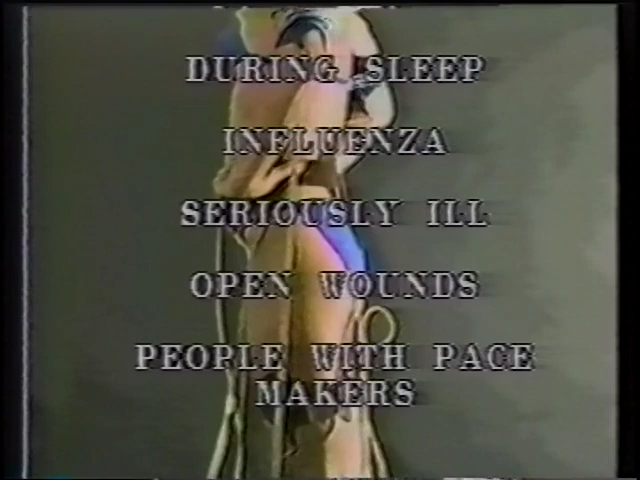 DURING SLEEP
INFLUENZA
SERIOUSLY ILL
OPEN WOUNDS
PEOPLE WITH PACE
MAKERS